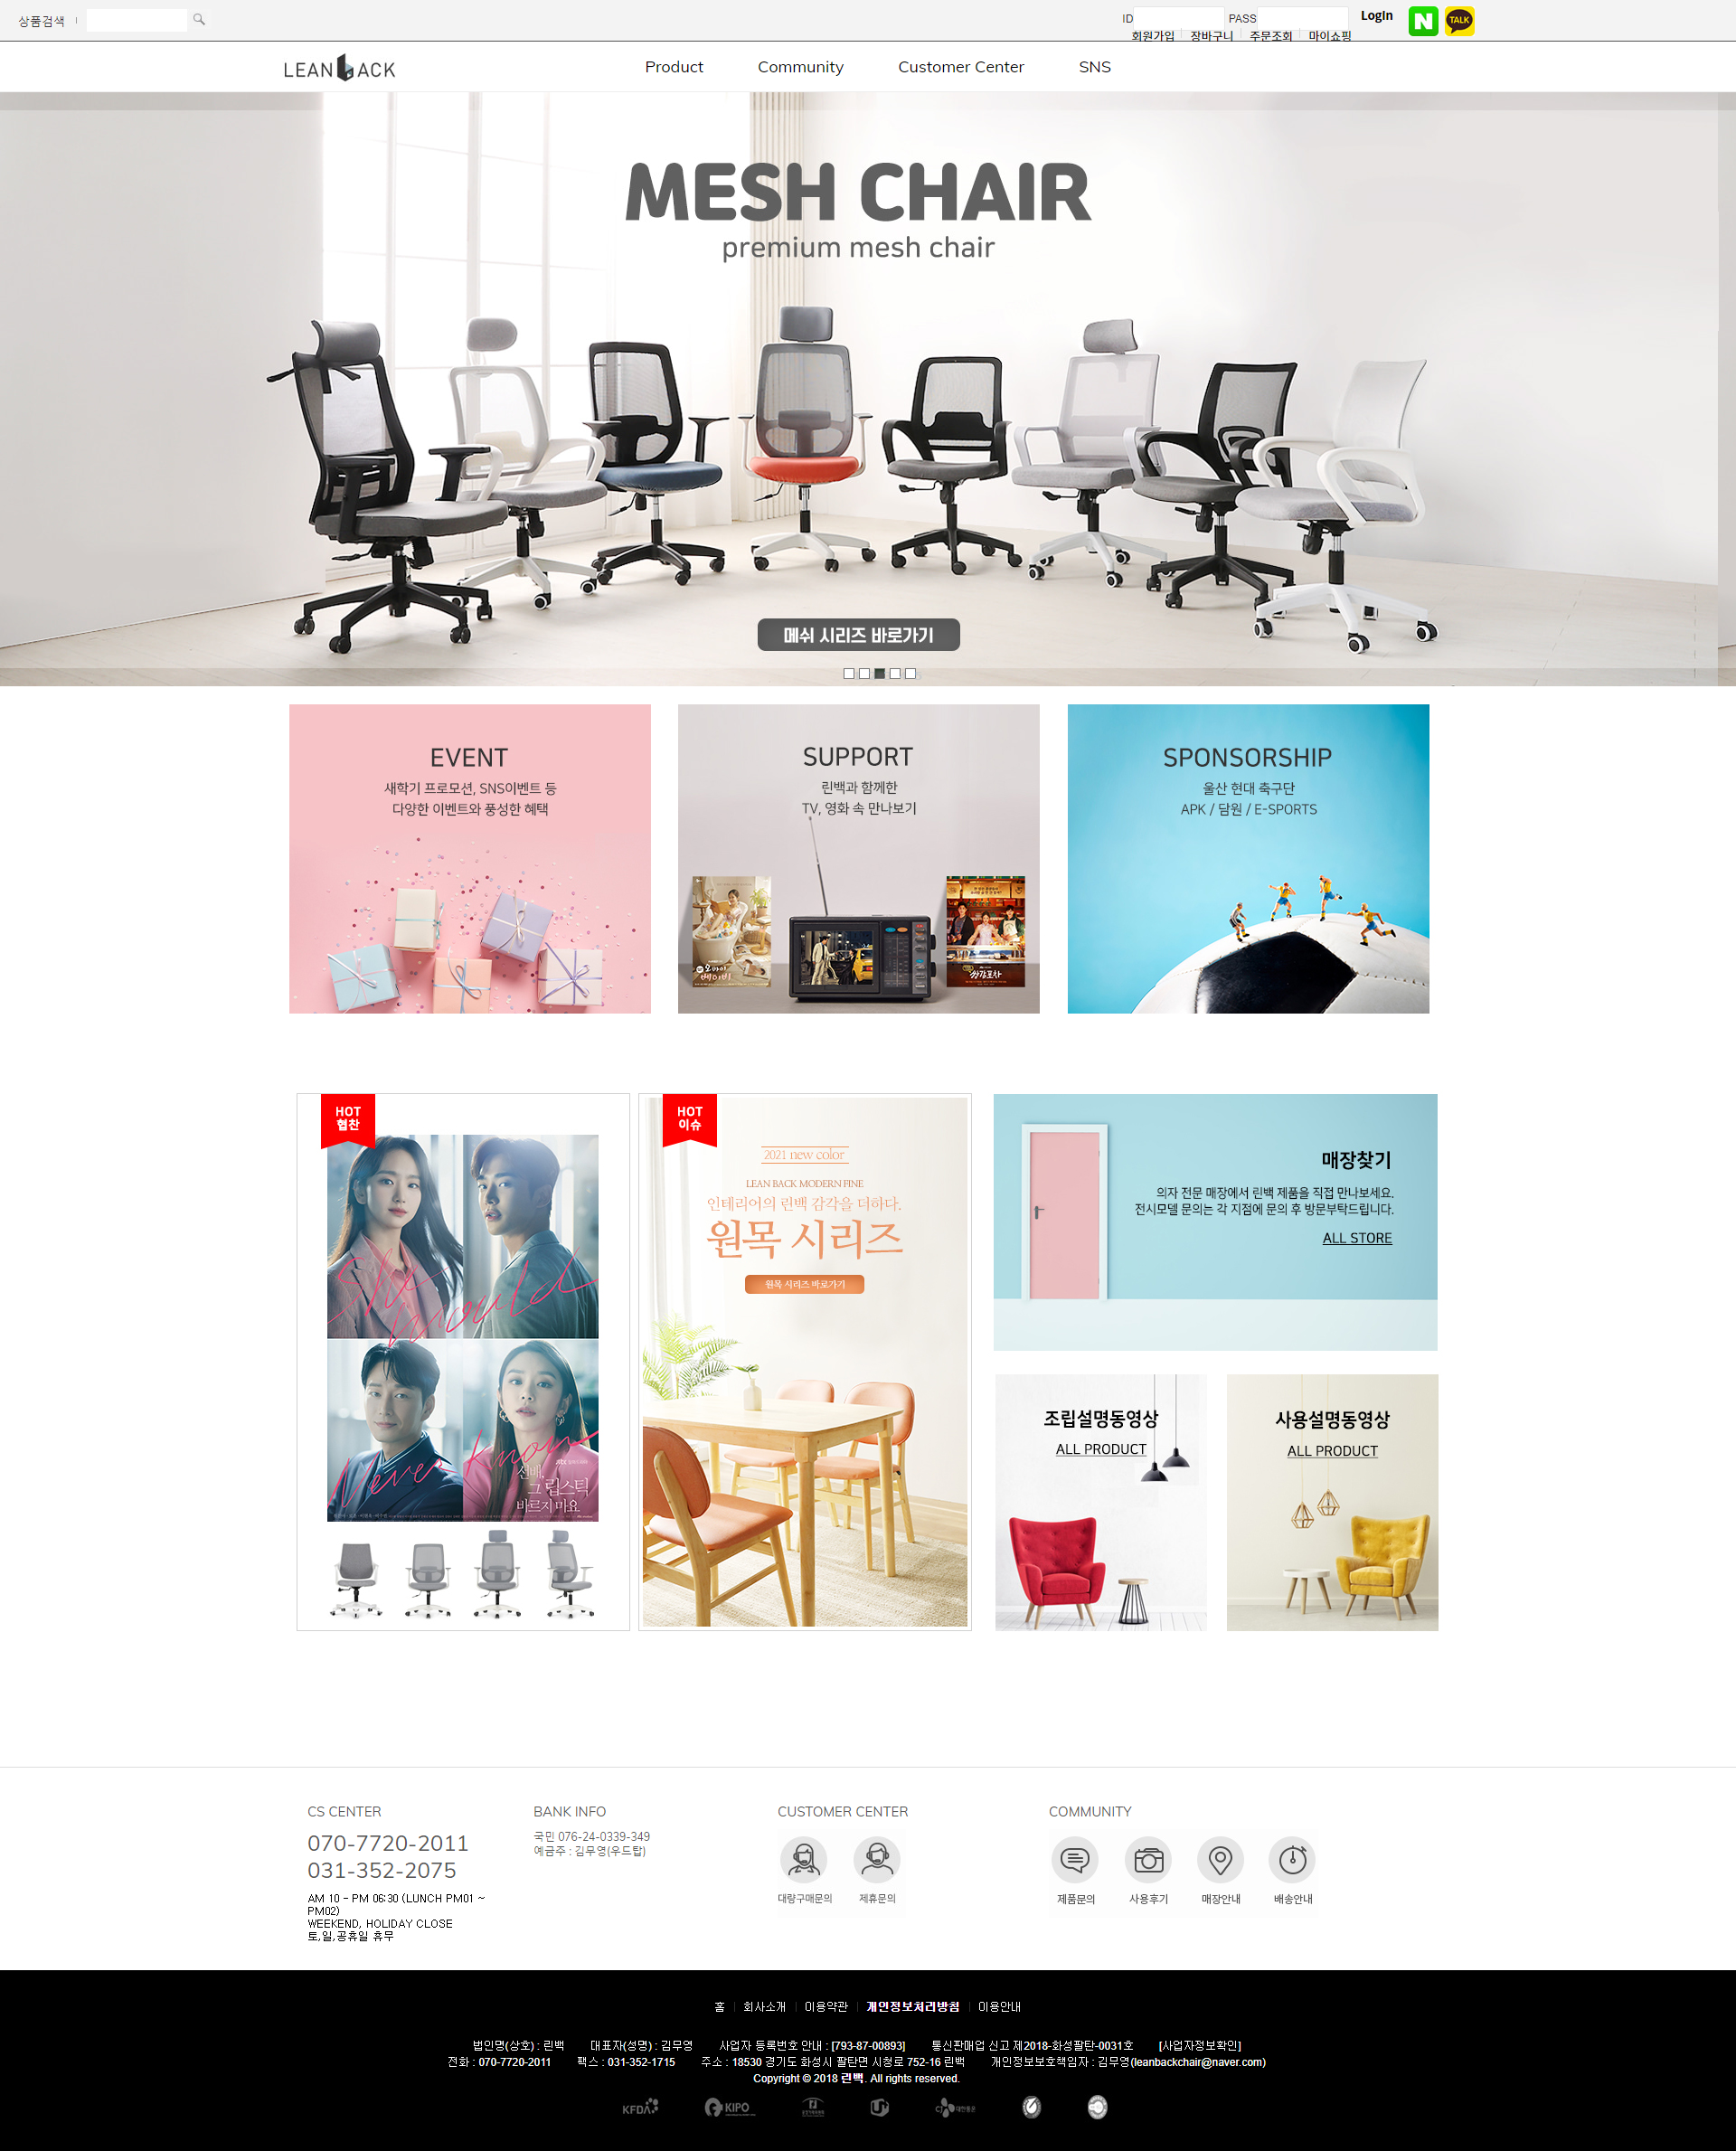 상품검색
ID
PASS
LogIn
N
TALK
회원가입
장바구니
주문조회
마이쇼핑
LEAN BACK
Product
Community
Customer Center
SNS
MESH CHAIR
premium mesh chair
메쉬 시리즈 바로가기
EVENT
새학기 프로모션, SNS이벤트 등
다양한 이벤트와 풍성한 혜택
SUPPORT
린백과 함께한
TV, 영화 속 만나보기
오 마이 베이비
쌍갑포차
SPONSORSHIP
울산 현대 축구단
APK / 담원 / E-SPORTS
HOT
협찬
She would
Never know
선배,
그 립스틱
바르지 마요
HOT
이슈
2021 new color
LEAN BACK MODERN FINE
인테리어의 린백 감각을 더하다.
원목 시리즈
원목 시리즈 바로가기
매장찾기
의자 전문 매장에서 린백 제품을 직접 만나보세요.
전시모델 문의는 각 지점에 문의 후 방문부탁드립니다.
ALL STORE
조립설명동영상
ALL PRODUCT
사용설명동영상
ALL PRODUCT
CS CENTER
070-7720-2011
031-352-2075
AM 10 - PM 06:30 (LUNCH PM01 ~
PM02)
WEEKEND, HOLIDAY CLOSE
토,일,공휴일 휴무
BANK INFO
국민 076-24-0339-349
예금주 : 김무영(우드탑)
CUSTOMER CENTER
대량구매문의
제휴문의
COMMUNITY
제품문의
사용후기
매장안내
배송안내
홈
회사소개
이용약관
개인정보처리방침
이용안내
법인명(상호) : 린백 대표자(성명) : 김무영 사업자 등록번호 안내 : [793-87-00893] 통신판매업 신고 제2018-화성팔탄-0031호 [사업자정보확인]
전화 : 070-7720-2011 팩스 : 031-352-1715 주소 : 18530 경기도 화성시 팔탄면 시청로 752-16 린백 개인정보보호책임자 : 김무영(leanbackchair@naver.com)
Copyright © 2018 린백. All rights reserved.
KFDA
KIPO
CJ 대한통운